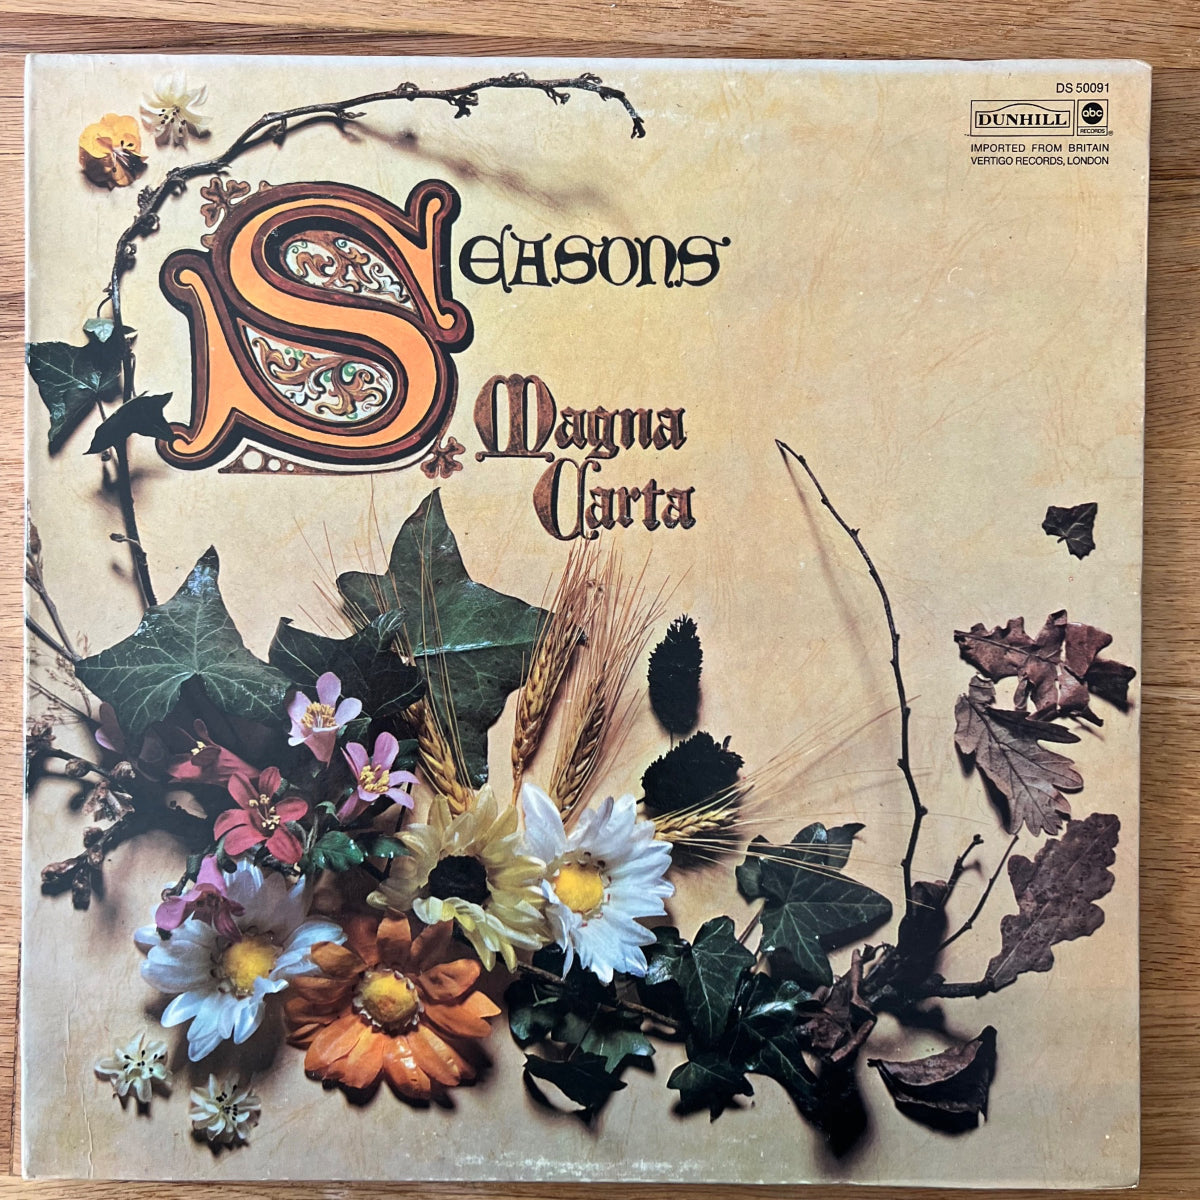 DS 50091
DUNHILL
abc
RECORDS ®
IMPORTED FROM BRITAIN
VERTIGO RECORDS, LONDON
SEASONS
Magna
Carta